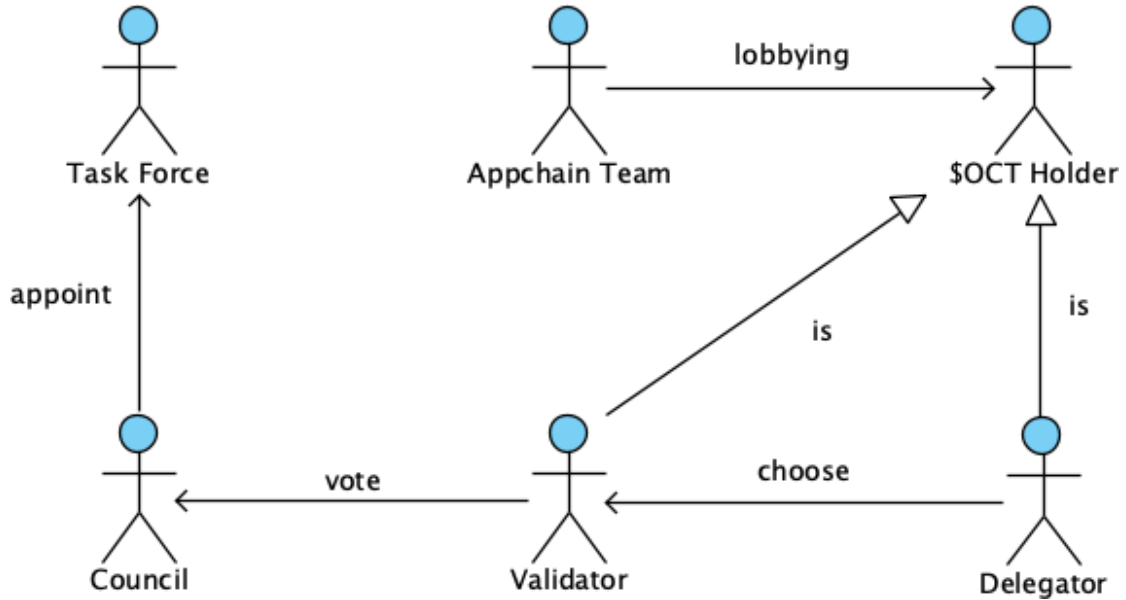 lobbying
Task Force
Appchain Team
$OCT Holder
appoint
is
is
vote
choose
Council
Validator
Delegator